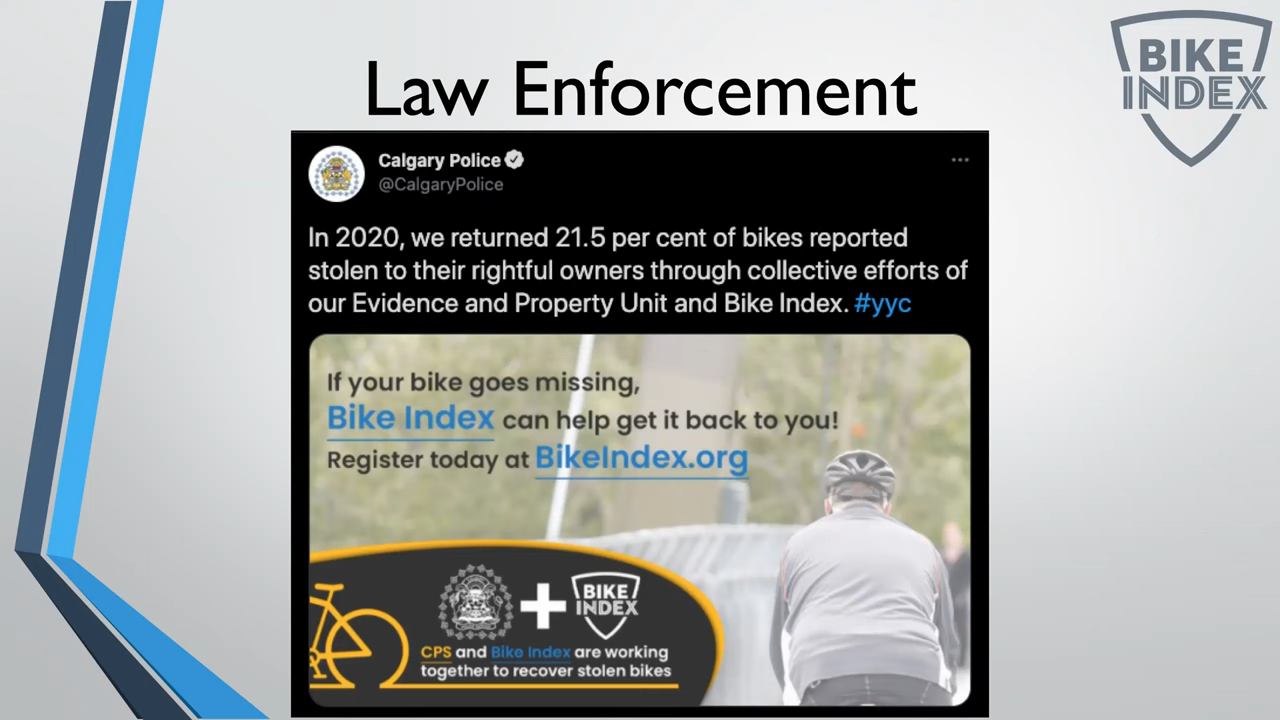 Law Enforcement
BIKE
INDEX
Calgary Police
@CalgaryPolice
In 2020, we returned 21.5 per cent of bikes reported
stolen to their rightful owners through collective efforts of
our Evidence and Property Unit and Bike Index. #yyc
If your bike goes missing,
Bike Index can help get it back to you!
Register today at BikeIndex.org
BIKE
INDEX
CPS and Bike Index are working
together to recover stolen bikes